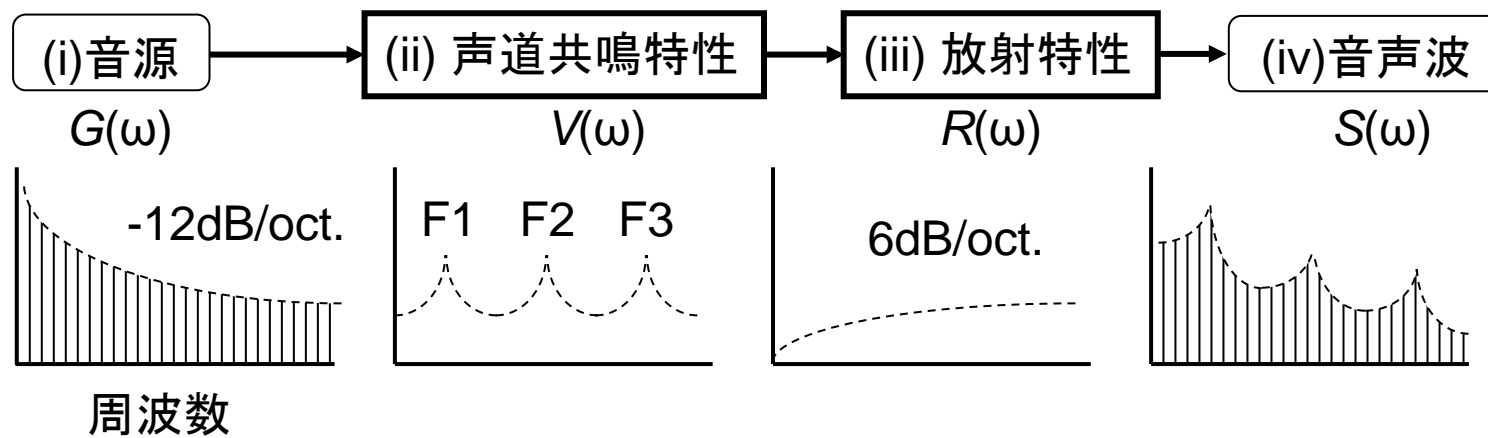 (i)音源 (ii) 声道共鳴特性 (iii) 放射特性 (iv)音声波
G(ω) V(ω) R(ω) S(ω)
-12dB/oct. F1 F2 F3 6dB/oct.
周波数